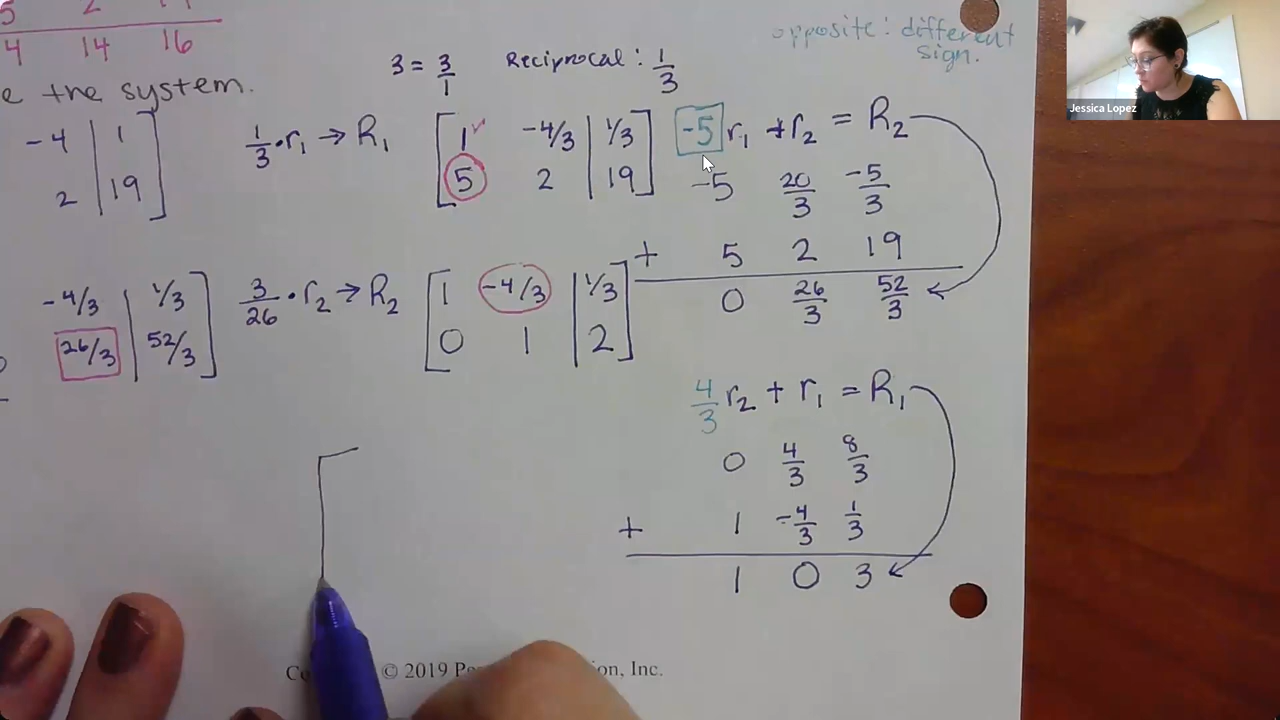 5 2
4 14 16
opposite: different sign.
3 = 3/1 Reciprocal: 1/3
e the system.
-4 | 1
2 | 19
1/3 · r₁ → R₁
1 -4/3 | 1/3
5 2 | 19
-5 r₁ + r₂ = R₂
-5 20/3 -5/3
+ 5 2 19
0 26/3 52/3
-4/3 | 1/3
26/3 | 52/3
3/26 · r₂ → R₂
1 -4/3 | 1/3
0 1 | 2
4/3 r₂ + r₁ = R₁
0 4/3 8/3
+ 1 -4/3 1/3
1 0 3
© 2019 Inc.
Jessica Lopez